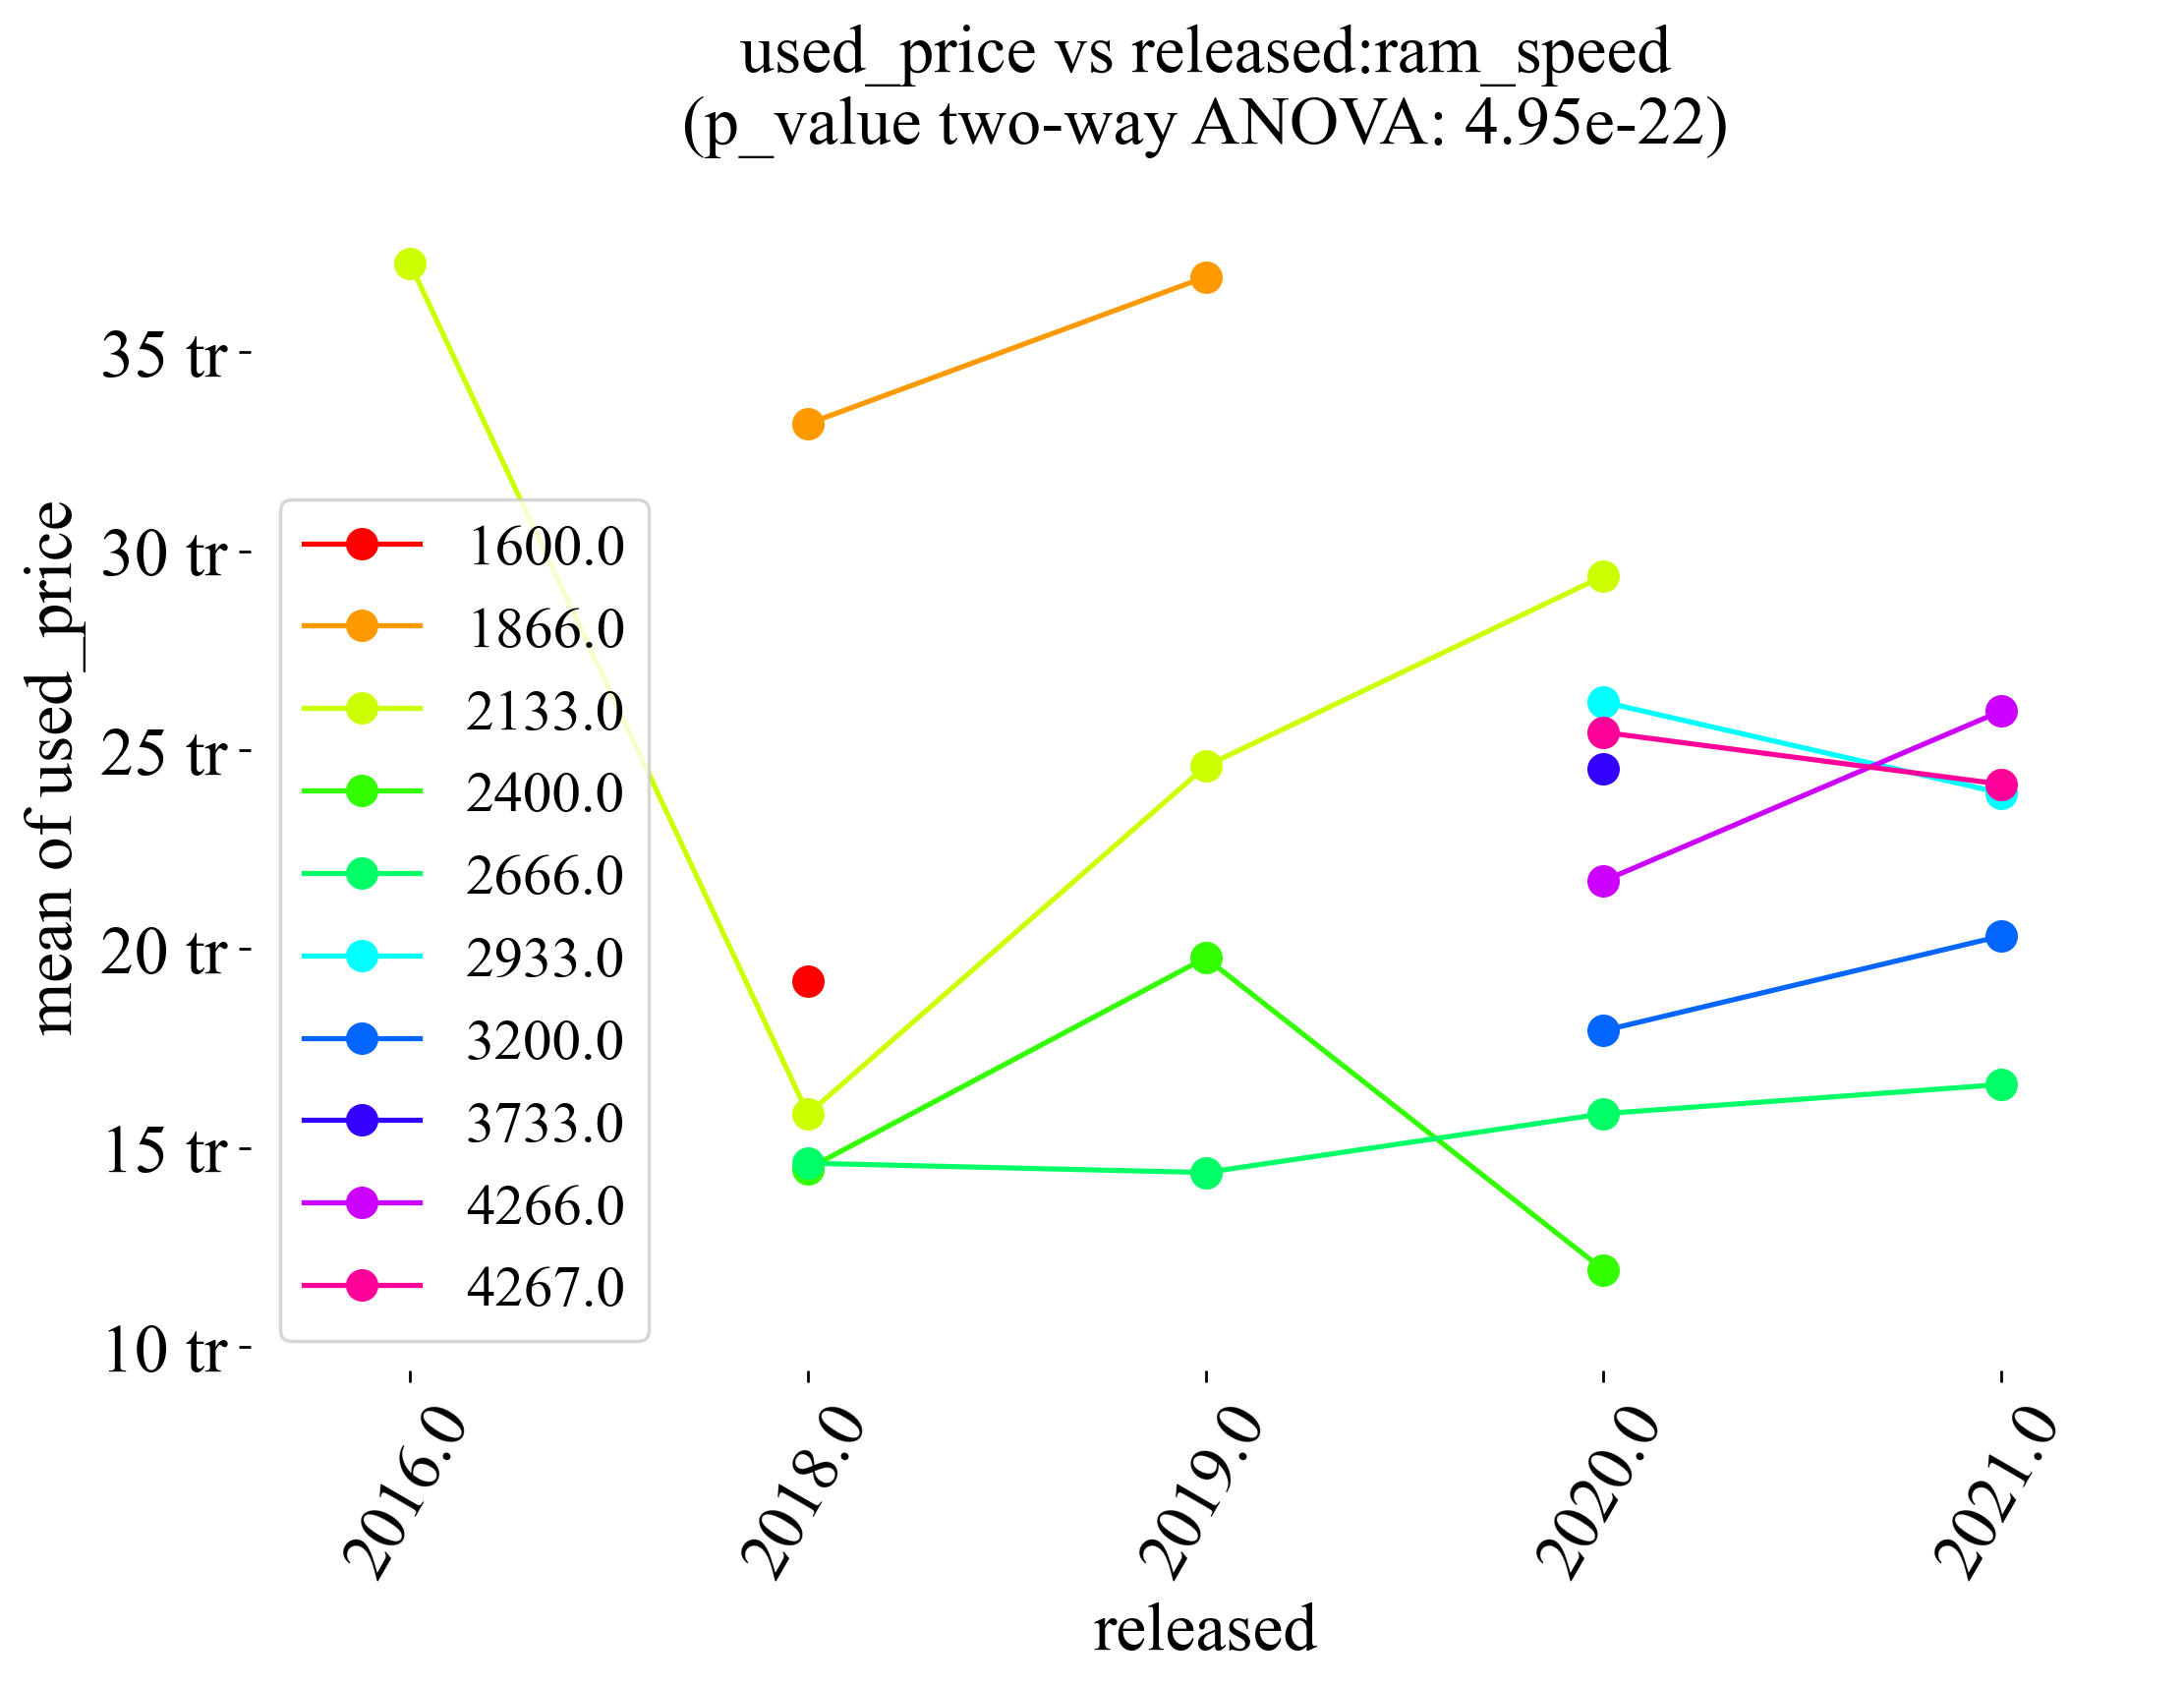 used_price vs released:ram_speed
(p_value two-way ANOVA: 4.95e-22)
mean of used_price
35 tr
30 tr
25 tr
20 tr
15 tr
10 tr
1600.0
1866.0
2133.0
2400.0
2666.0
2933.0
3200.0
3733.0
4266.0
4267.0
2016.0
2018.0
2019.0
2020.0
2021.0
released